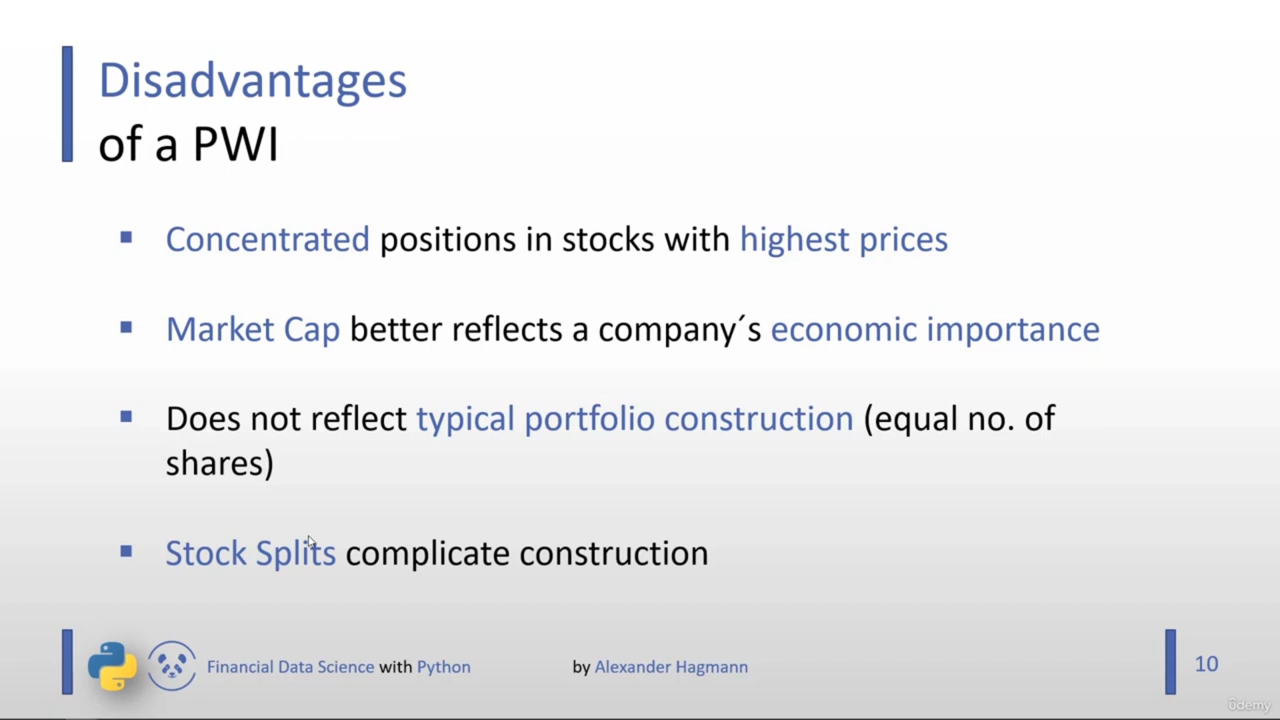 Disadvantages
of a PWI
▪ Concentrated positions in stocks with highest prices
▪ Market Cap better reflects a company´s economic importance
▪ Does not reflect typical portfolio construction (equal no. of
shares)
▪ Stock Splits complicate construction
Financial Data Science with Python by Alexander Hagmann 10
ûdemy